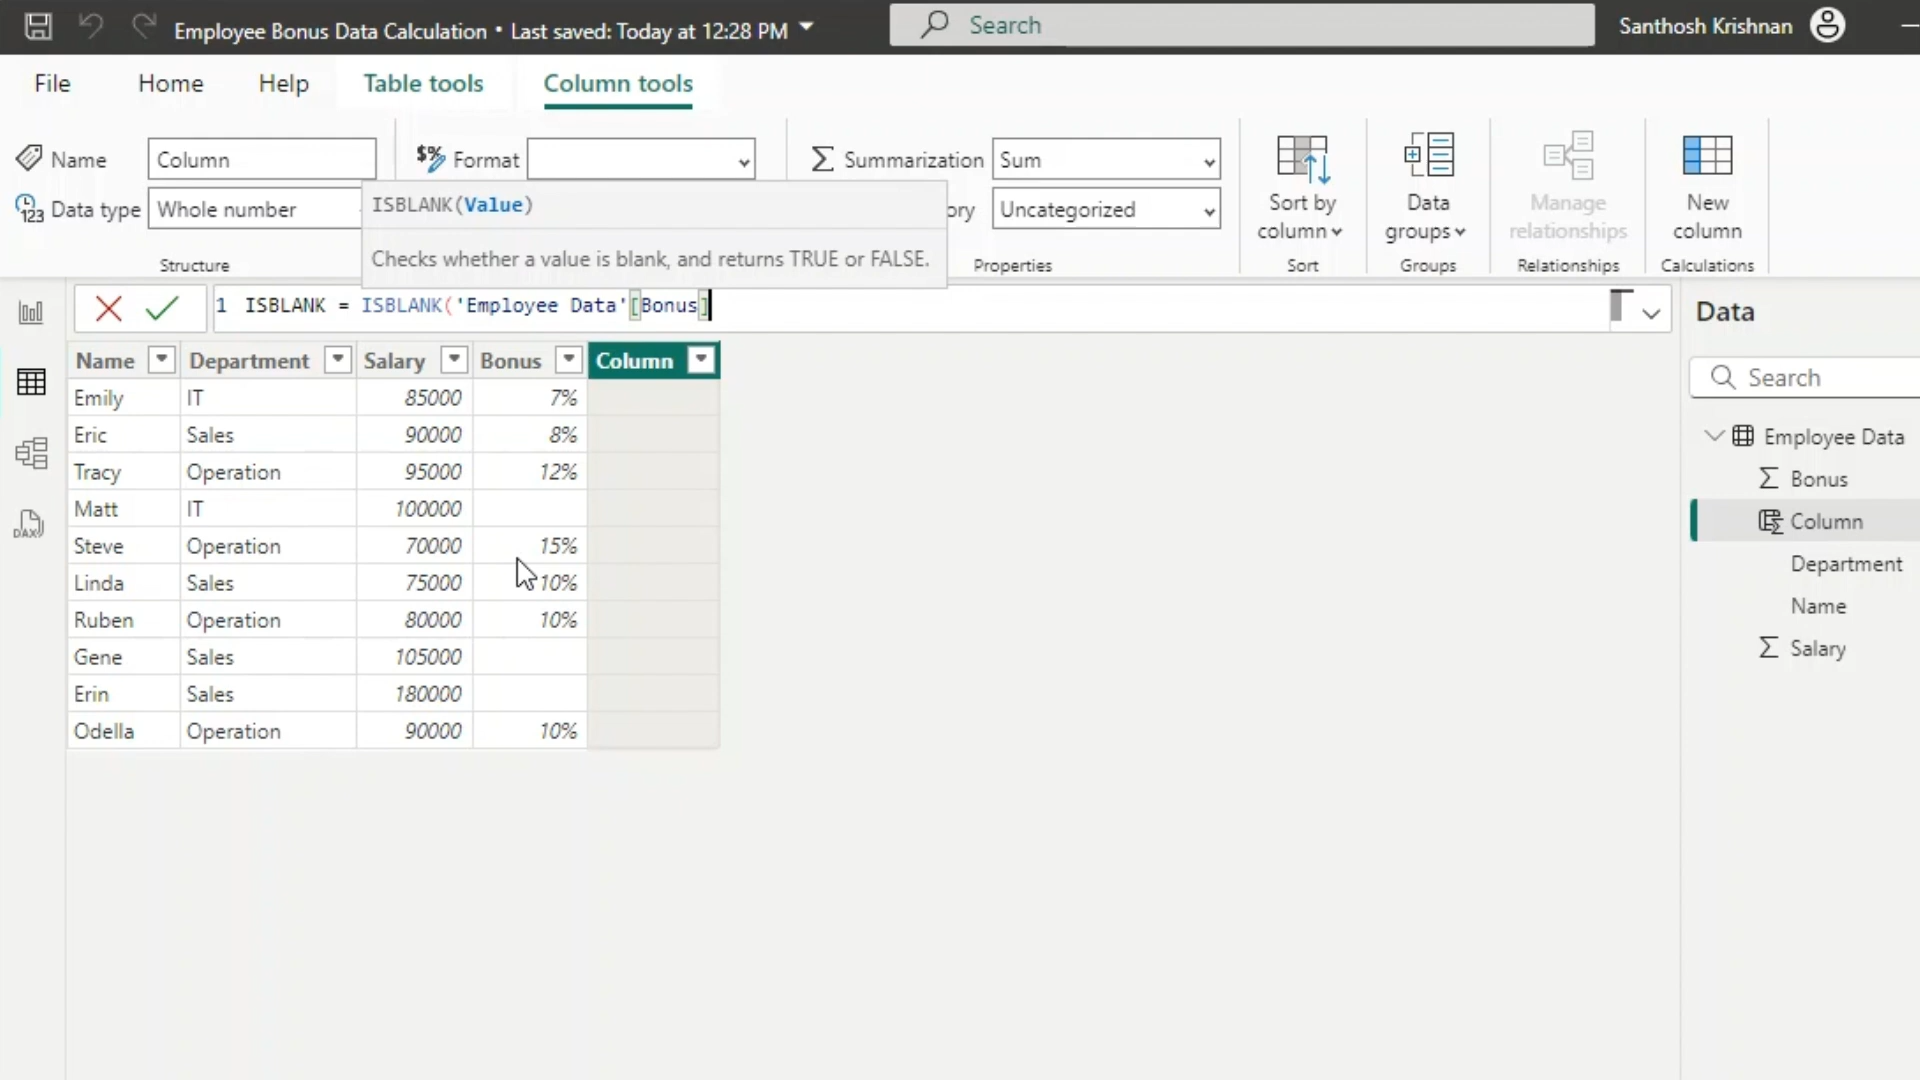 Employee Bonus Data Calculation • Last saved: Today at 12:28 PM
Search
Santhosh Krishnan
File Home Help Table tools Column tools
Name Column
$% Format
Summarization Sum
Data type Whole number
ISBLANK(Value)
ory Uncategorized
Checks whether a value is blank, and returns TRUE or FALSE.
Sort by column
Data groups
Manage relationships
New column
Structure
Properties
Sort
Groups
Relationships
Calculations
1 ISBLANK = ISBLANK('Employee Data'[Bonus]
Name Department Salary Bonus Column
Emily IT 85000 7%
Eric Sales 90000 8%
Tracy Operation 95000 12%
Matt IT 100000
Steve Operation 70000 15%
Linda Sales 75000 10%
Ruben Operation 80000 10%
Gene Sales 105000
Erin Sales 180000
Odella Operation 90000 10%
DAX
Data
Search
Employee Data
Bonus
Column
Department
Name
Salary